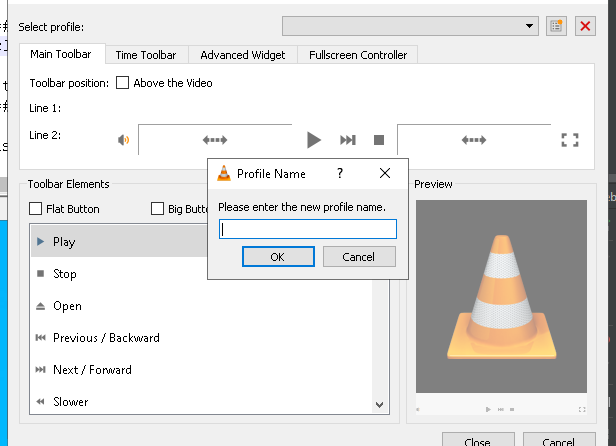 Select profile:
Main Toolbar
Time Toolbar
Advanced Widget
Fullscreen Controller
Toolbar position:
Above the Video
Line 1:
Line 2:
Profile Name
?
Please enter the new profile name.
OK
Cancel
Toolbar Elements
Flat Button
Big Butto
Play
Stop
Open
Previous / Backward
Next / Forward
Slower
Preview
Close
Cancel